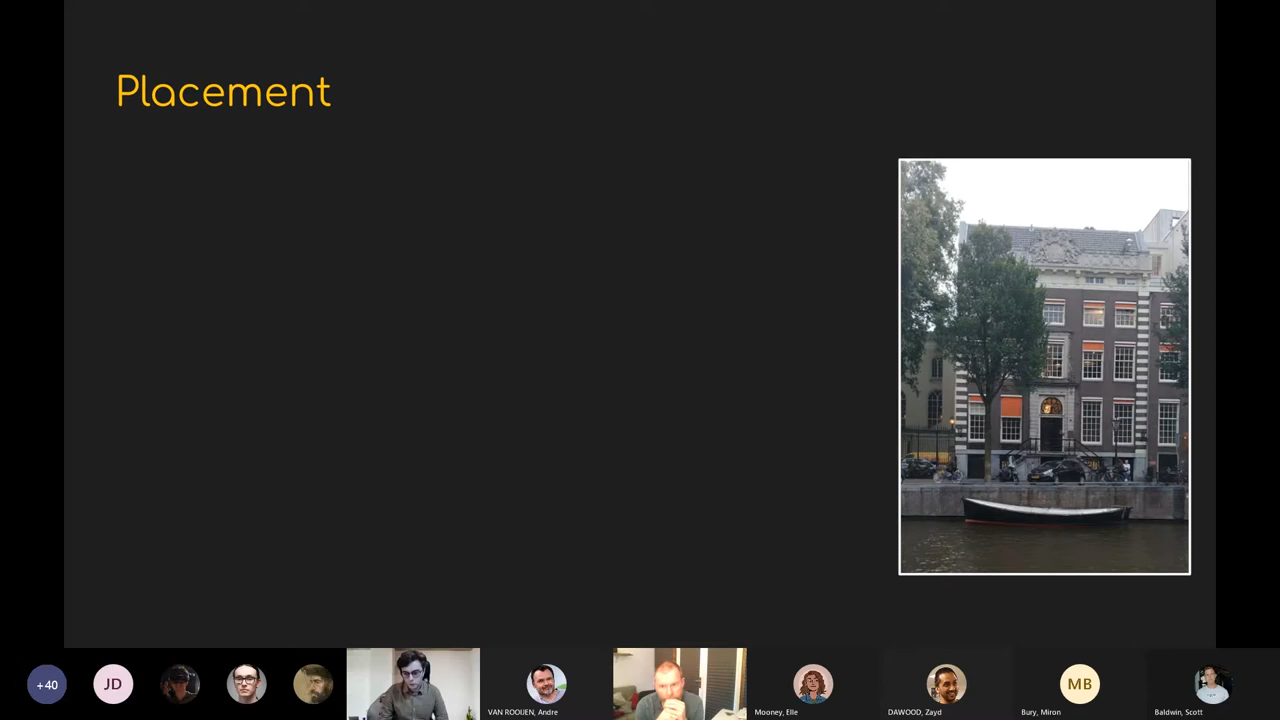 Placement
+40
JD
VAN ROOIJEN, Andre
Mooney, Elle
DAWOOD, Zayd
MB
Bury, Miron
Baldwin, Scott